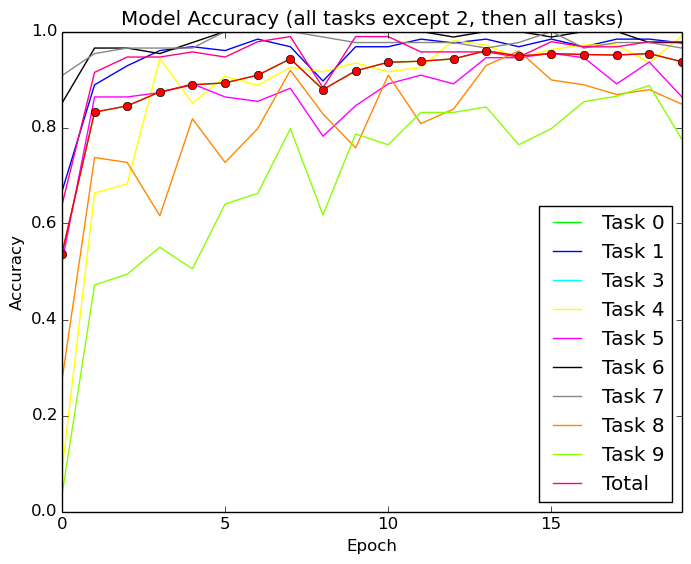 Model Accuracy (all tasks except 2, then all tasks)
1.0
0.8
0.6
0.4
0.2
0.0
Accuracy
0
5
10
15
Epoch
Task 0
Task 1
Task 3
Task 4
Task 5
Task 6
Task 7
Task 8
Task 9
Total